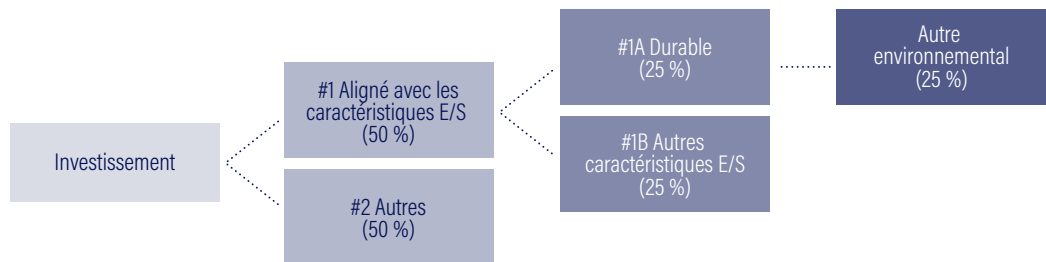 Investissement
#1 Aligné avec les
caractéristiques E/S
(50 %)
#2 Autres
(50 %)
#1A Durable
(25 %)
#1B Autres
caractéristiques E/S
(25 %)
Autre
environnemental
(25 %)